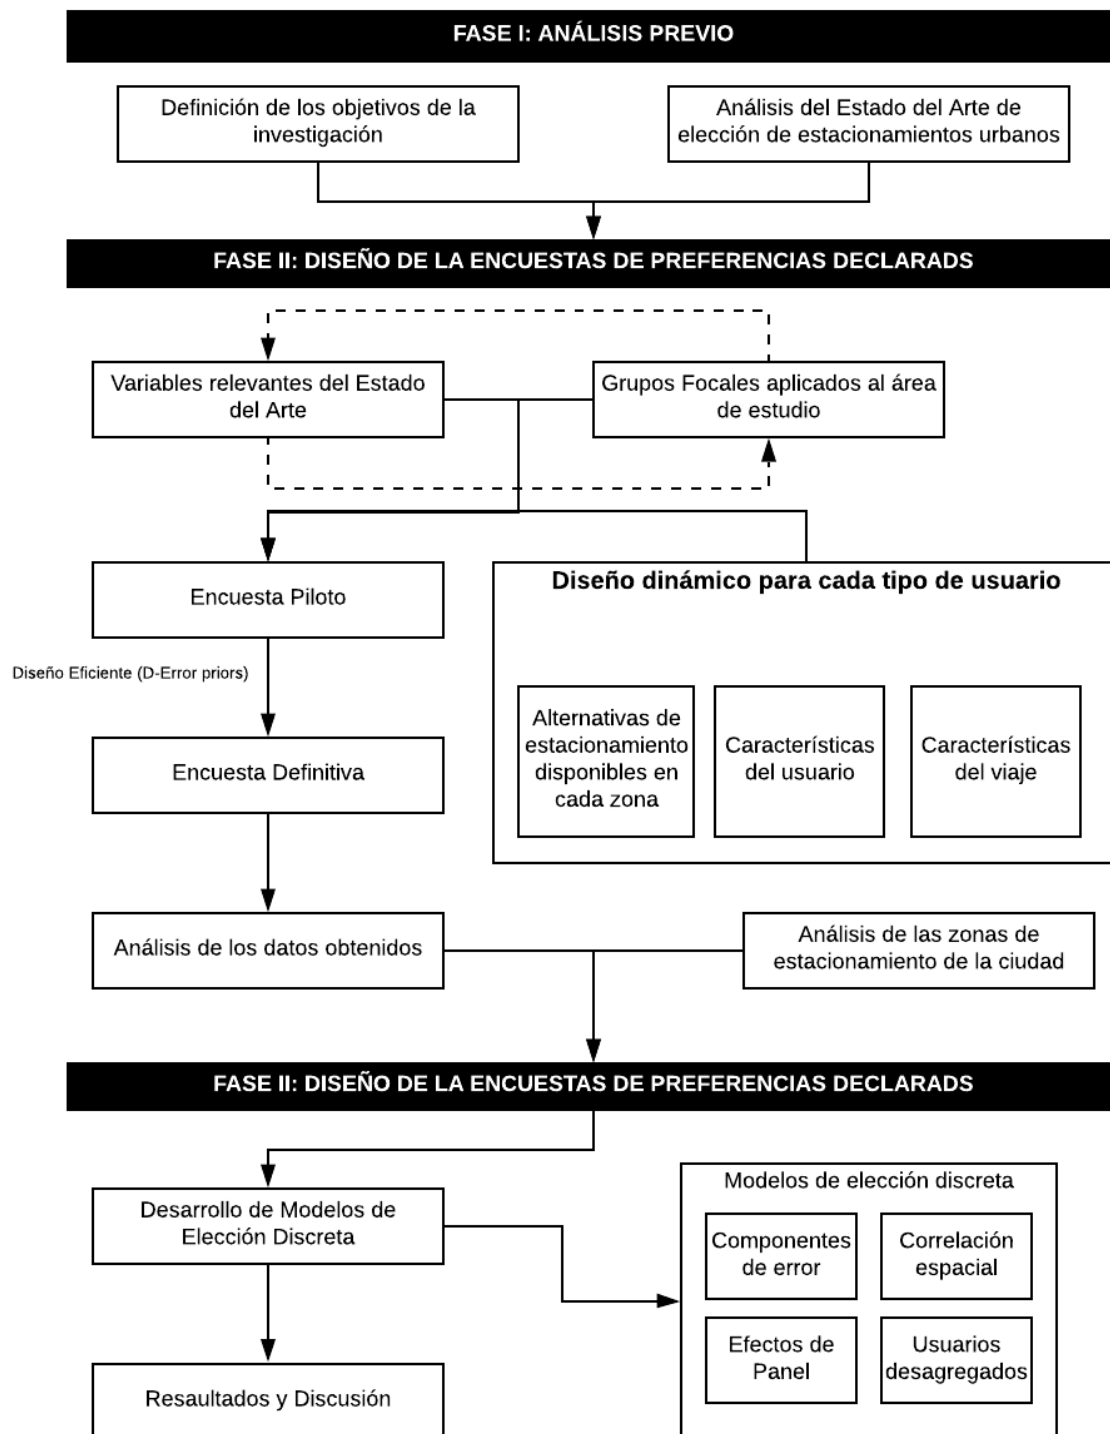 FASE I: ANÁLISIS PREVIO
Definición de los objetivos de la
investigación
Análisis del Estado del Arte de
elección de estacionamientos urbanos
FASE II: DISEÑO DE LA ENCUESTAS DE PREFERENCIAS DECLARADS
Variables relevantes del Estado
del Arte
Grupos Focales aplicados al área
de estudio
Encuesta Piloto
Diseño dinámico para cada tipo de usuario
Diseño Eficiente (D-Error priors)
Alternativas de
estacionamiento
disponibles en
cada zona
Características
del usuario
Características
del viaje
Encuesta Definitiva
Análisis de los datos obtenidos
Análisis de las zonas de
estacionamiento de la ciudad
FASE II: DISEÑO DE LA ENCUESTAS DE PREFERENCIAS DECLARADS
Desarrollo de Modelos de
Elección Discreta
Modelos de elección discreta
Componentes
de error
Correlación
espacial
Efectos de
Panel
Usuarios
desagregados
Resaultados y Discusión